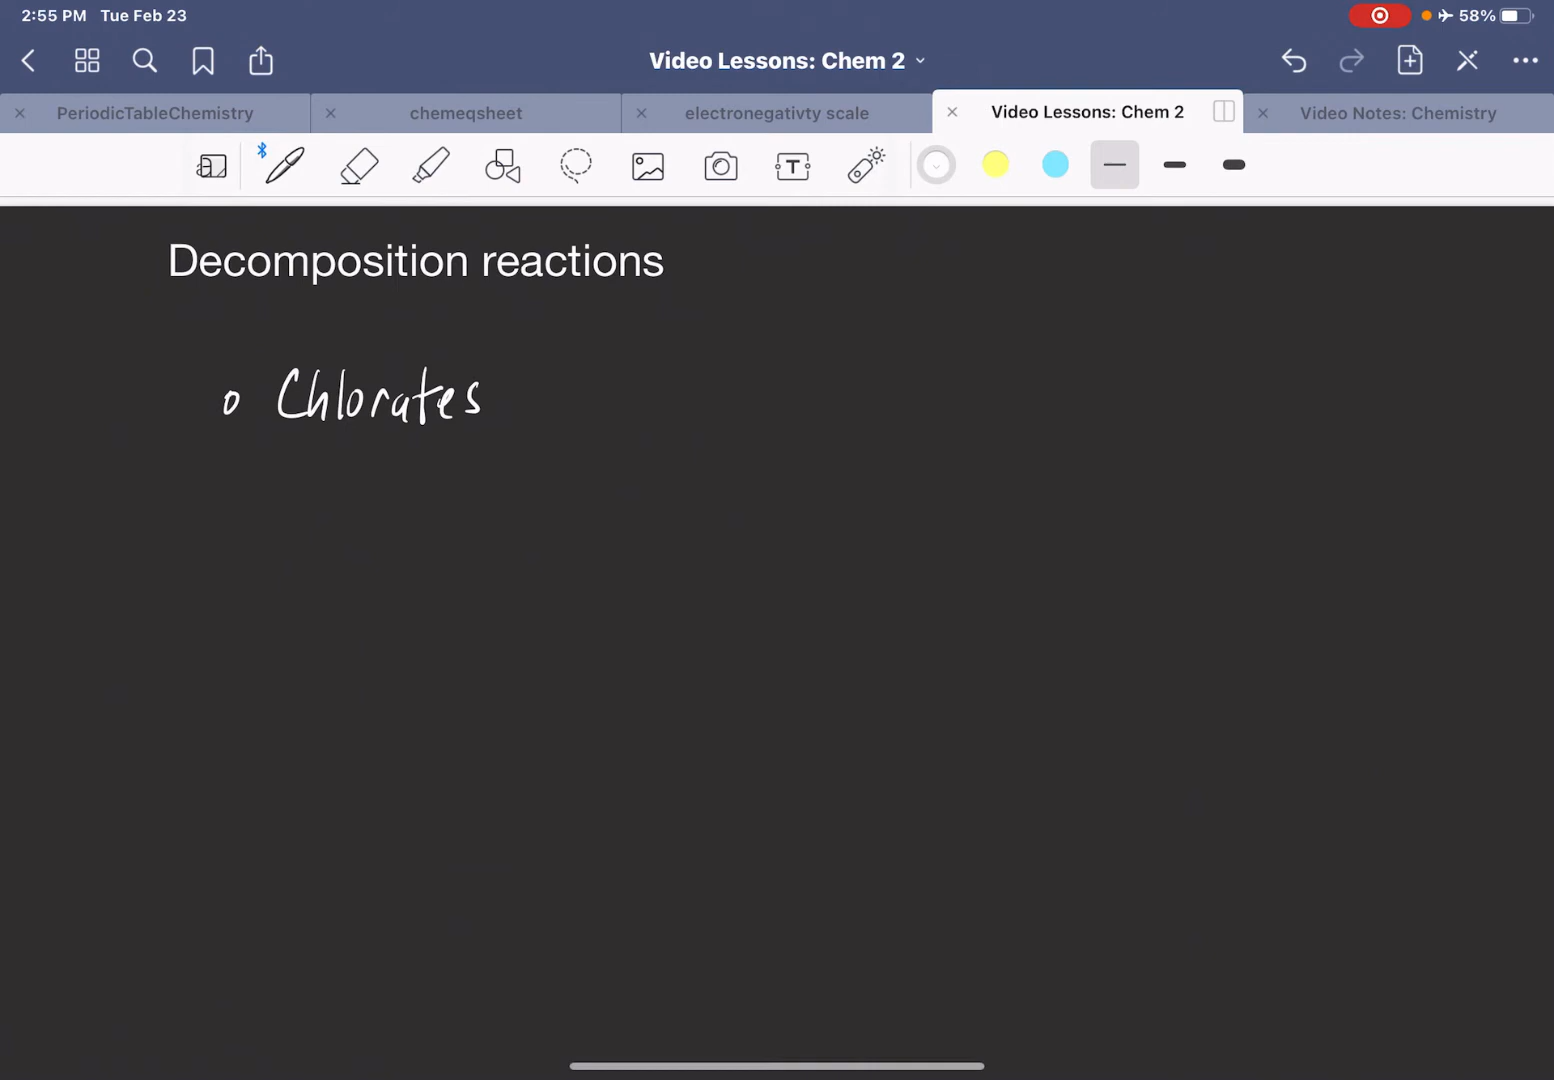 2:55 PM Tue Feb 23
58%
Video Lessons: Chem 2
PeriodicTableChemistry
chemeqsheet
electronegativty scale
Video Lessons: Chem 2
Video Notes: Chemistry
Decomposition reactions
o Chlorates